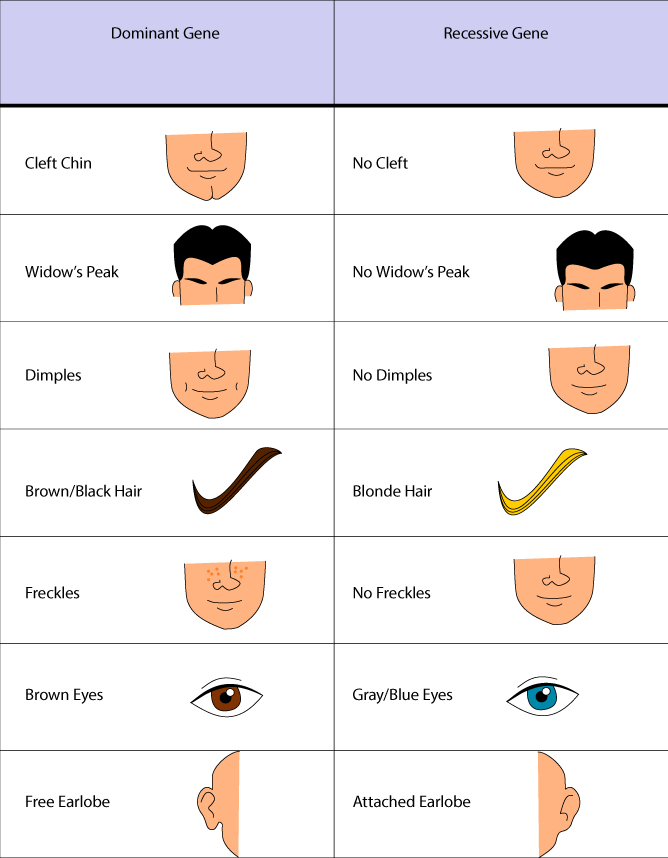 Dominant Gene
Recessive Gene
Cleft Chin
No Cleft
Widow’s Peak
No Widow’s Peak
Dimples
No Dimples
Brown/Black Hair
Blonde Hair
Freckles
No Freckles
Brown Eyes
Gray/Blue Eyes
Free Earlobe
Attached Earlobe